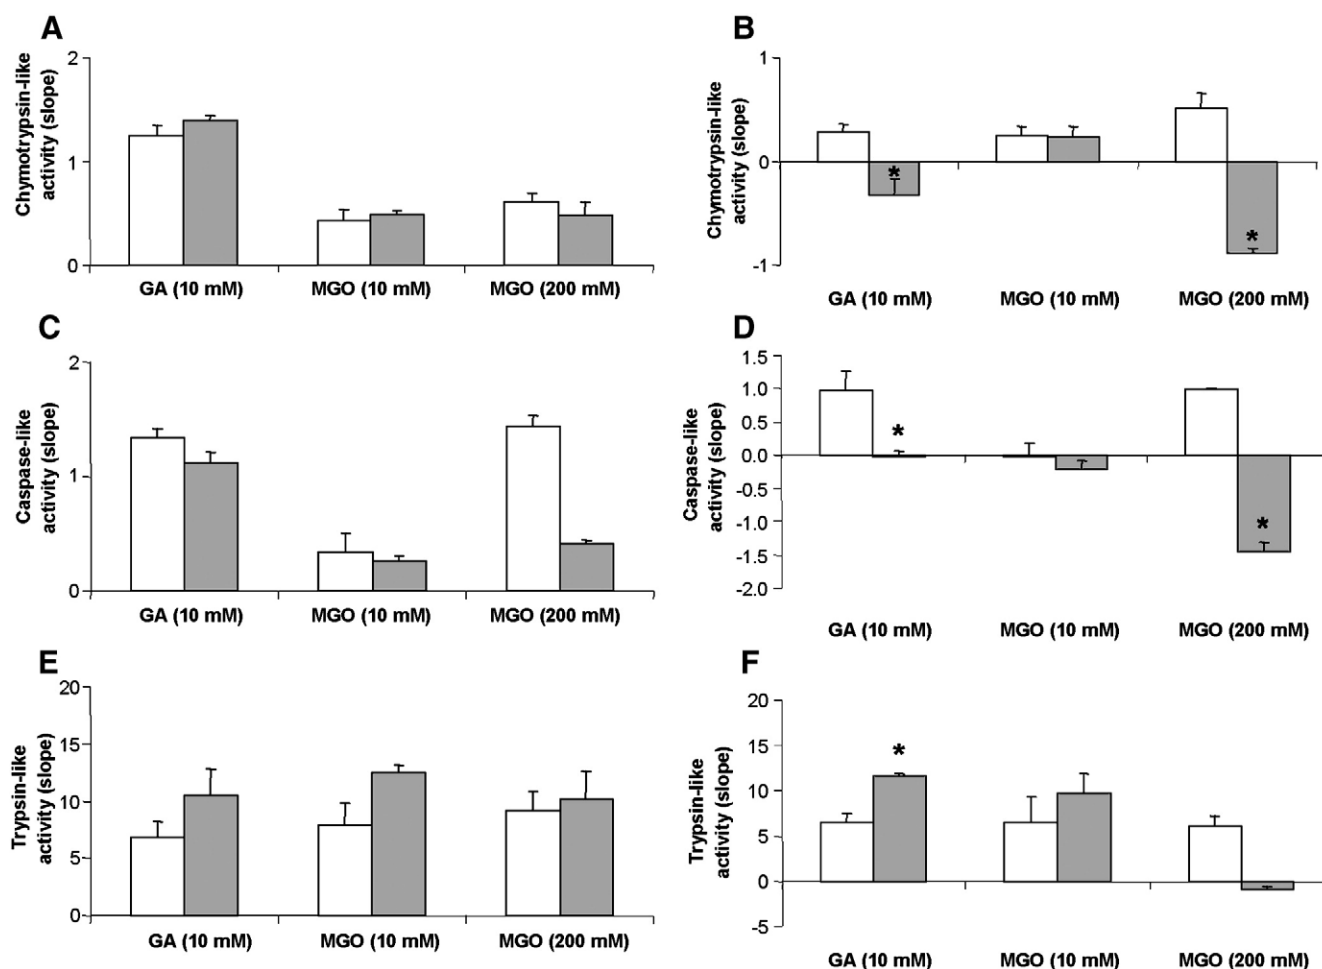 A
Chymotrypsin-like
activity (slope)
2
1
0
GA (10 mM)
MGO (10 mM)
MGO (200 mM)
B
Chymotrypsin-like
activity (slope)
1
0
-1
*
*
GA (10 mM)
MGO (10 mM)
MGO (200 mM)
C
Caspase-like
activity (slope)
2
1
0
GA (10 mM)
MGO (10 mM)
MGO (200 mM)
D
Caspase-like
activity (slope)
1.5
1.0
0.5
0.0
-0.5
-1.0
-1.5
-2.0
*
*
GA (10 mM)
MGO (10 mM)
MGO (200 mM)
E
Trypsin-like
activity (slope)
20
15
10
5
0
GA (10 mM)
MGO (10 mM)
MGO (200 mM)
F
Trypsin-like
activity (slope)
20
15
10
5
0
-5
*
GA (10 mM)
MGO (10 mM)
MGO (200 mM)